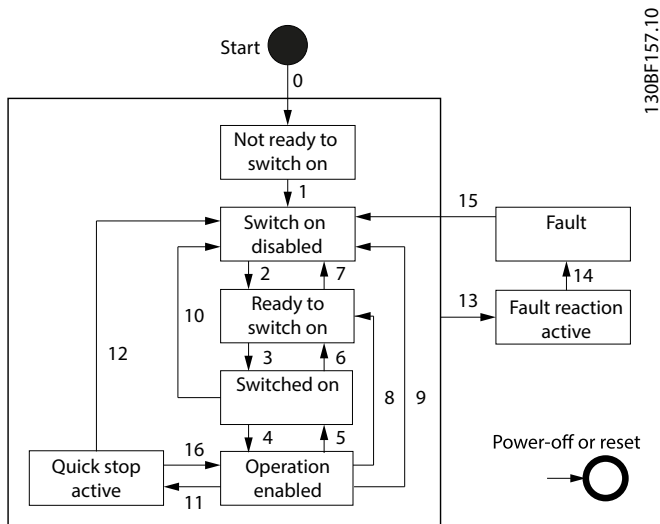 130BF157.10
Start
0
Not ready to
switch on
1
15
Switch on
disabled
Fault
2
7
14
10
Ready to
switch on
13
Fault reaction
active
12
3
6
8
9
Switched on
4
5
Power-off or reset
16
Quick stop
active
11
Operation
enabled